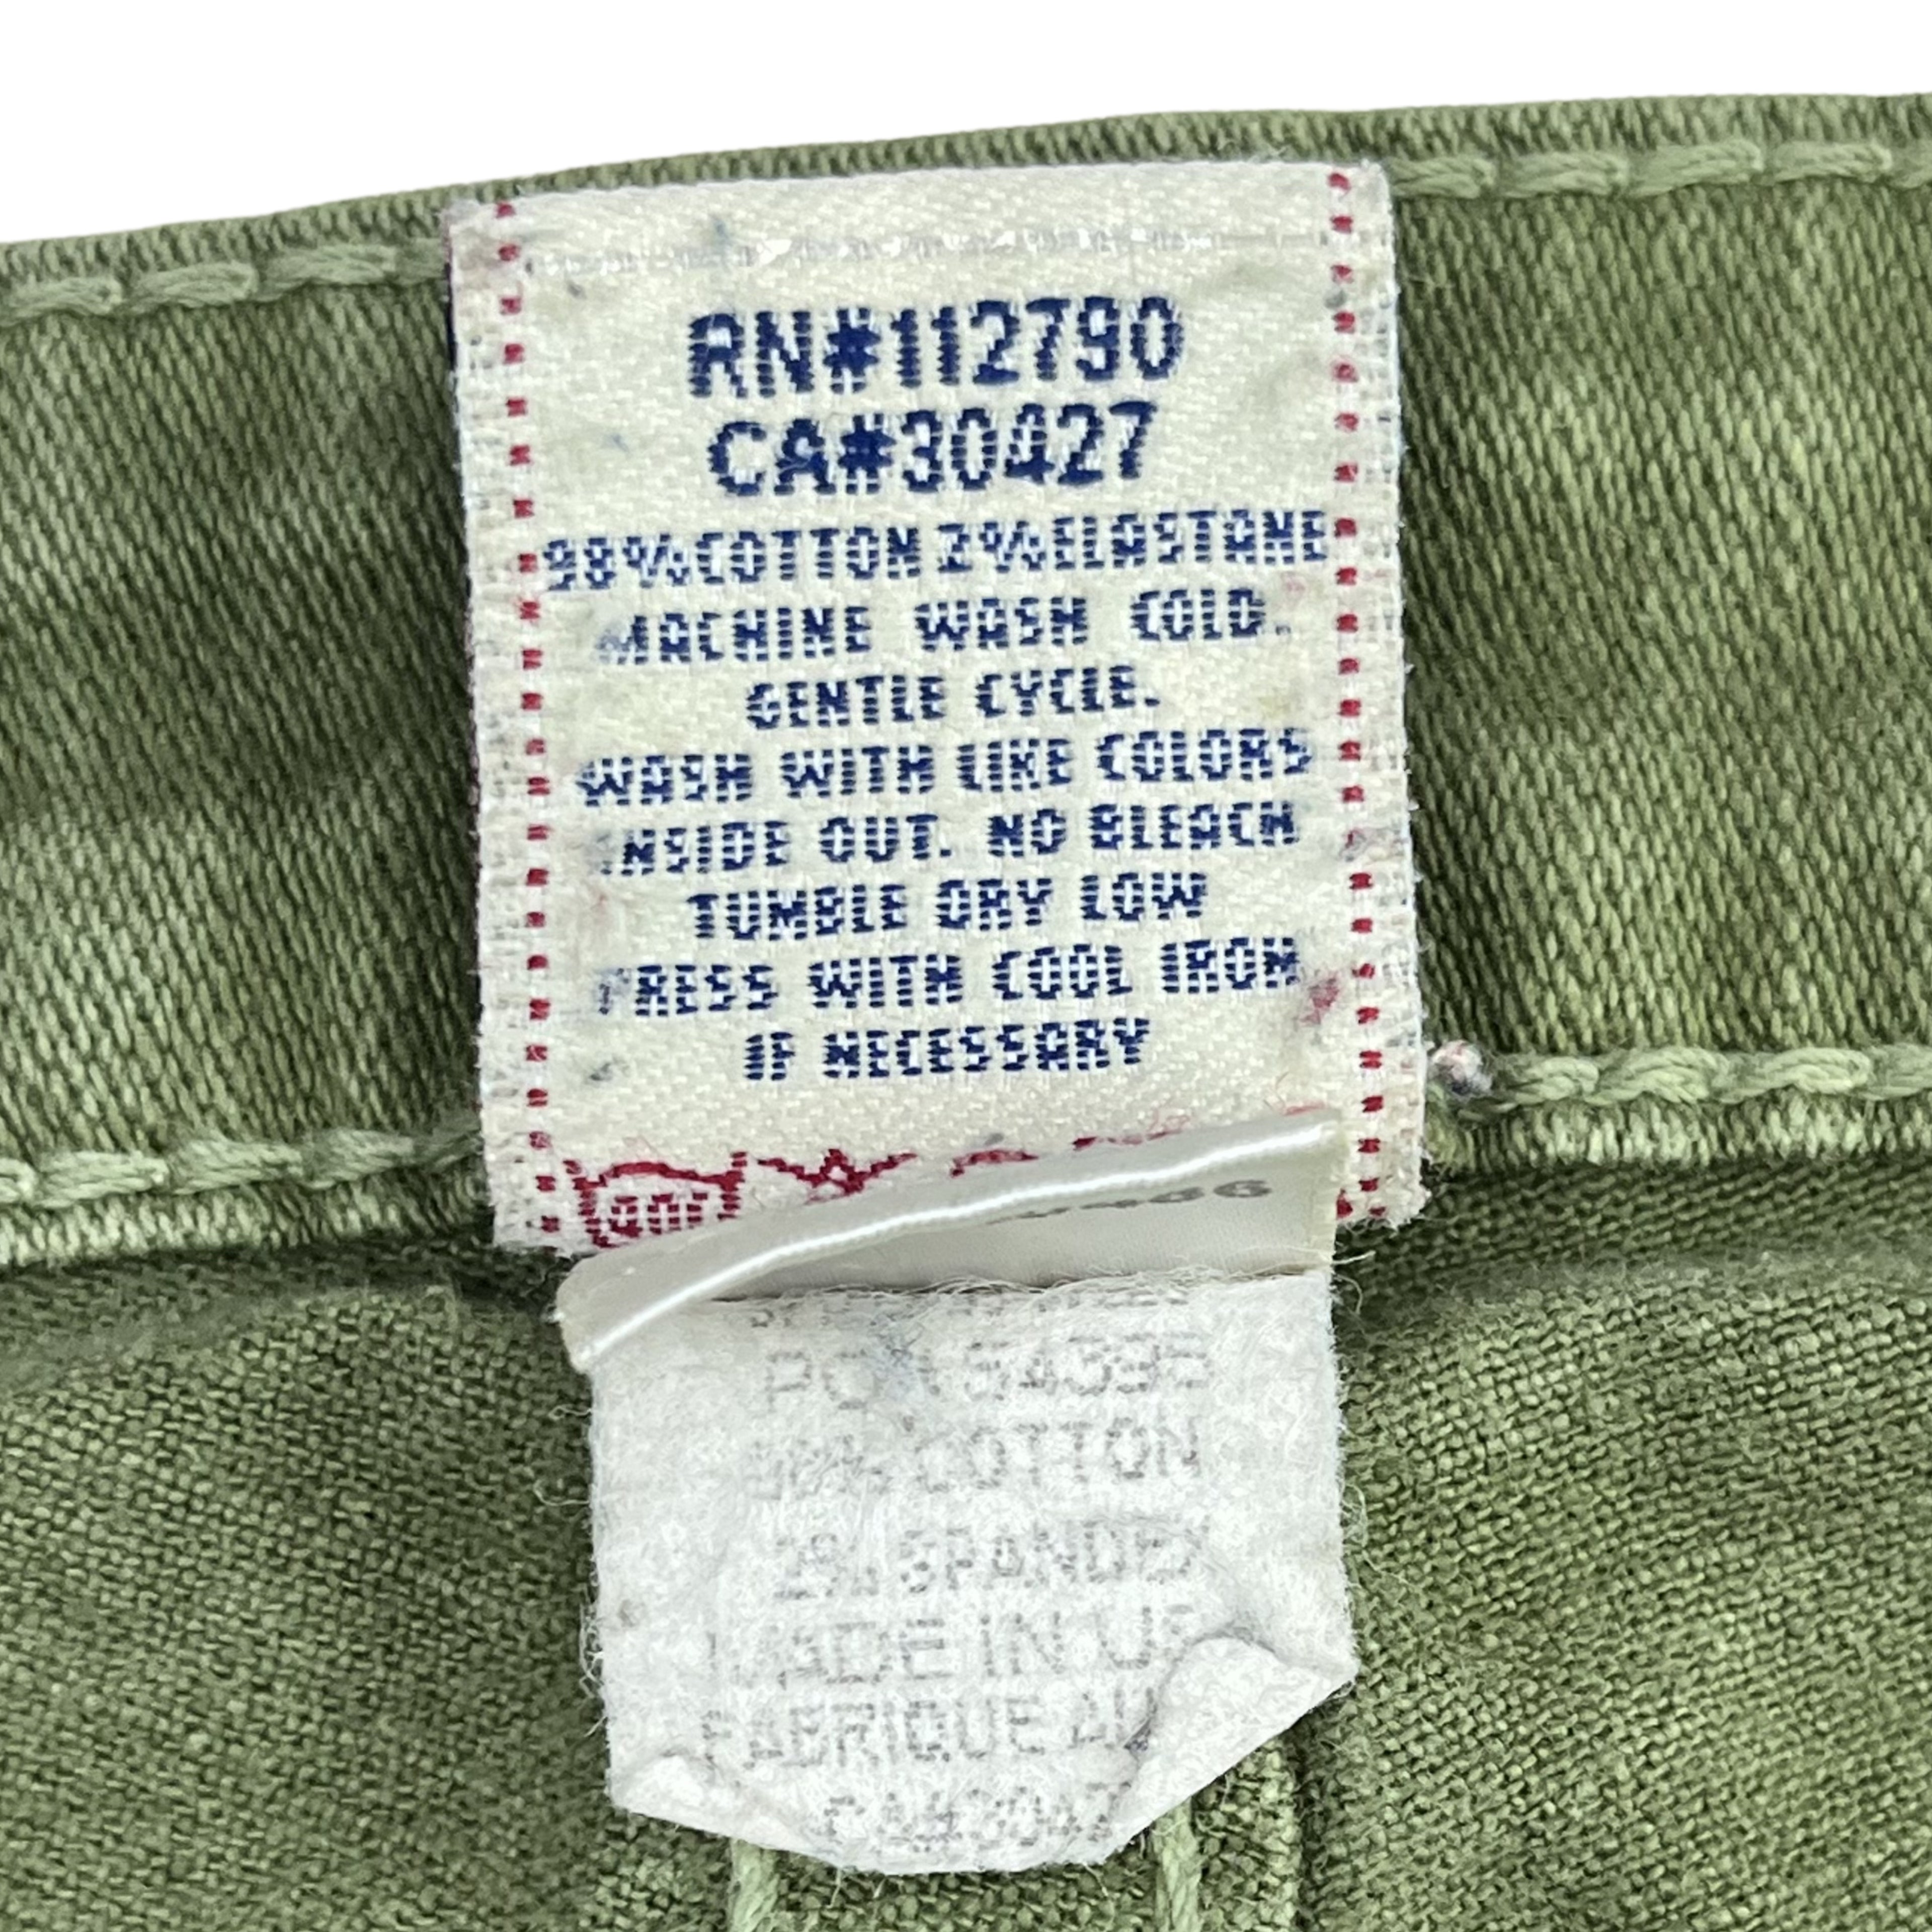 RN#112790
CA#30427
98%COTTON 2%ELASTANE
MACHINE WASH COLD.
GENTLE CYCLE.
WASH WITH LIKE COLORS
INSIDE OUT. NO BLEACH
TUMBLE DRY LOW
PRESS WITH COOL IRON
IF NECESSARY
COTTON
SPANDEX
MADE IN
FABRIQUE